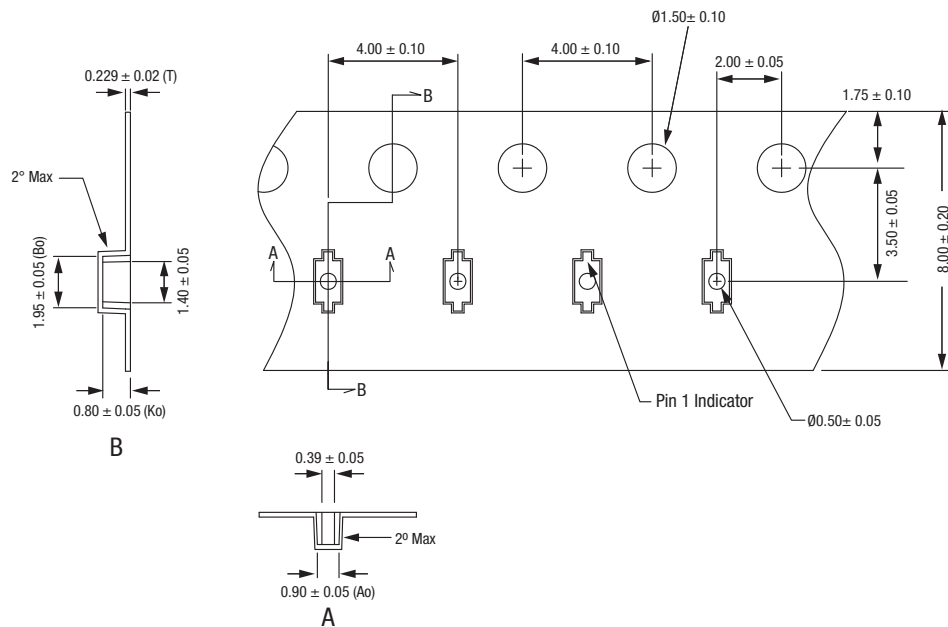 Ø1.50± 0.10
4.00 ± 0.10
4.00 ± 0.10
2.00 ± 0.05
0.229 ± 0.02 (T)
B
1.75 ± 0.10
2° Max
A
A
1.95 ± 0.05 (Bo)
1.40 ± 0.05
3.50 ± 0.05
8.00 ± 0.20
B
Pin 1 Indicator
0.80 ± 0.05 (Ko)
Ø0.50± 0.05
B
0.39 ± 0.05
2º Max
0.90 ± 0.05 (Ao)
A